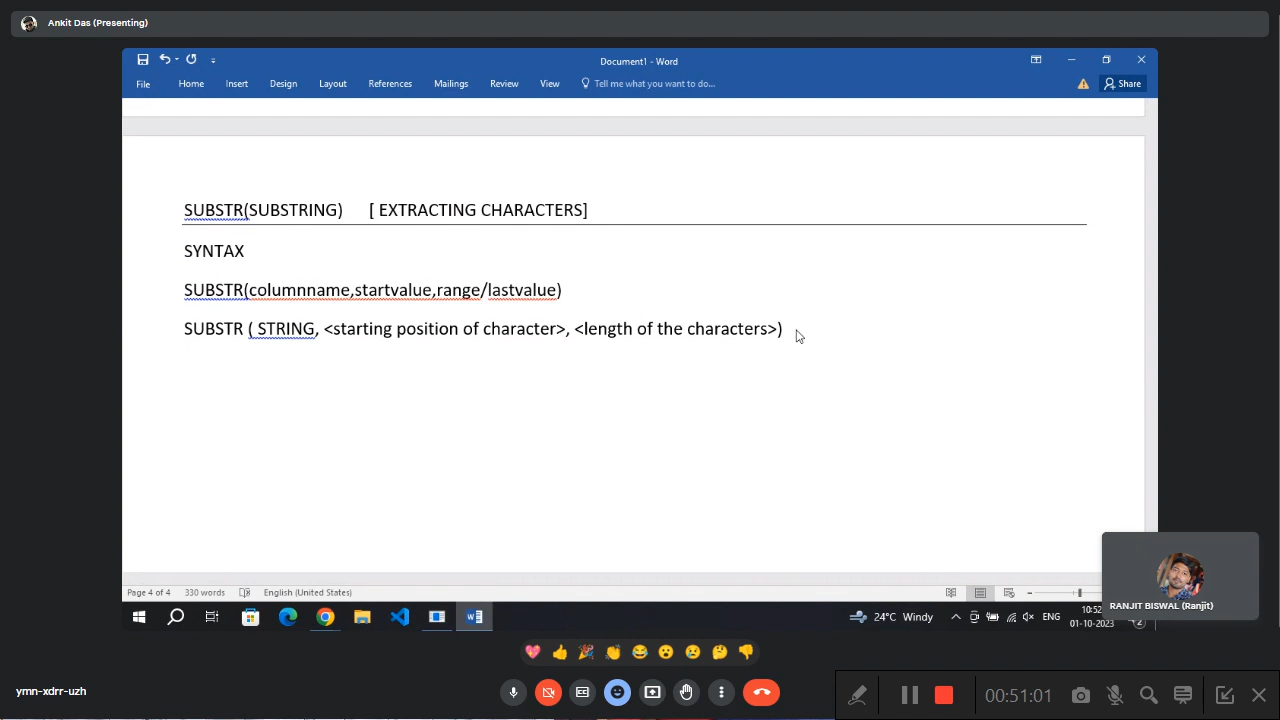 Ankit Das (Presenting)
Document1 - Word
File Home Insert Design Layout References Mailings Review View Tell me what you want to do... Share
SUBSTR(SUBSTRING) [ EXTRACTING CHARACTERS]
SYNTAX
SUBSTR(columnname,startvalue,range/lastvalue)
SUBSTR ( STRING, <starting position of character>, <length of the characters>)
Page 4 of 4 330 words English (United States)
RANJIT BISWAL (Ranjit)
24°C Windy ENG
10:52
01-10-2023
ymn-xdrr-uzh
00:51:01